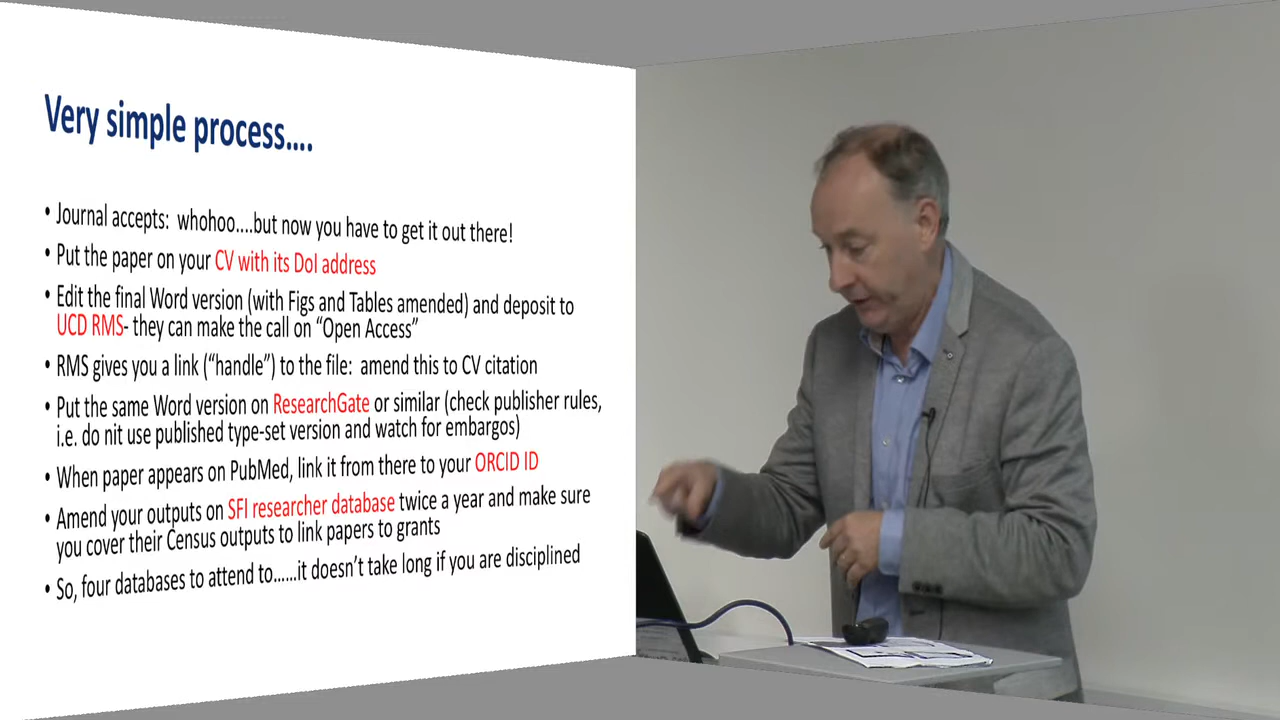 Very simple process....
• Journal accepts: whohoo....but now you have to get it out there!
• Put the paper on your CV with its DoI address
• Edit the final Word version (with Figs and Tables amended) and deposit to
UCD RMS- they can make the call on “Open Access”
• RMS gives you a link (“handle”) to the file: amend this to CV citation
• Put the same Word version on ResearchGate or similar (check publisher rules,
i.e. do nit use published type-set version and watch for embargos)
• When paper appears on PubMed, link it from there to your ORCID ID
• Amend your outputs on SFI researcher database twice a year and make sure
you cover their Census outputs to link papers to grants
• So, four databases to attend to......it doesn’t take long if you are disciplined